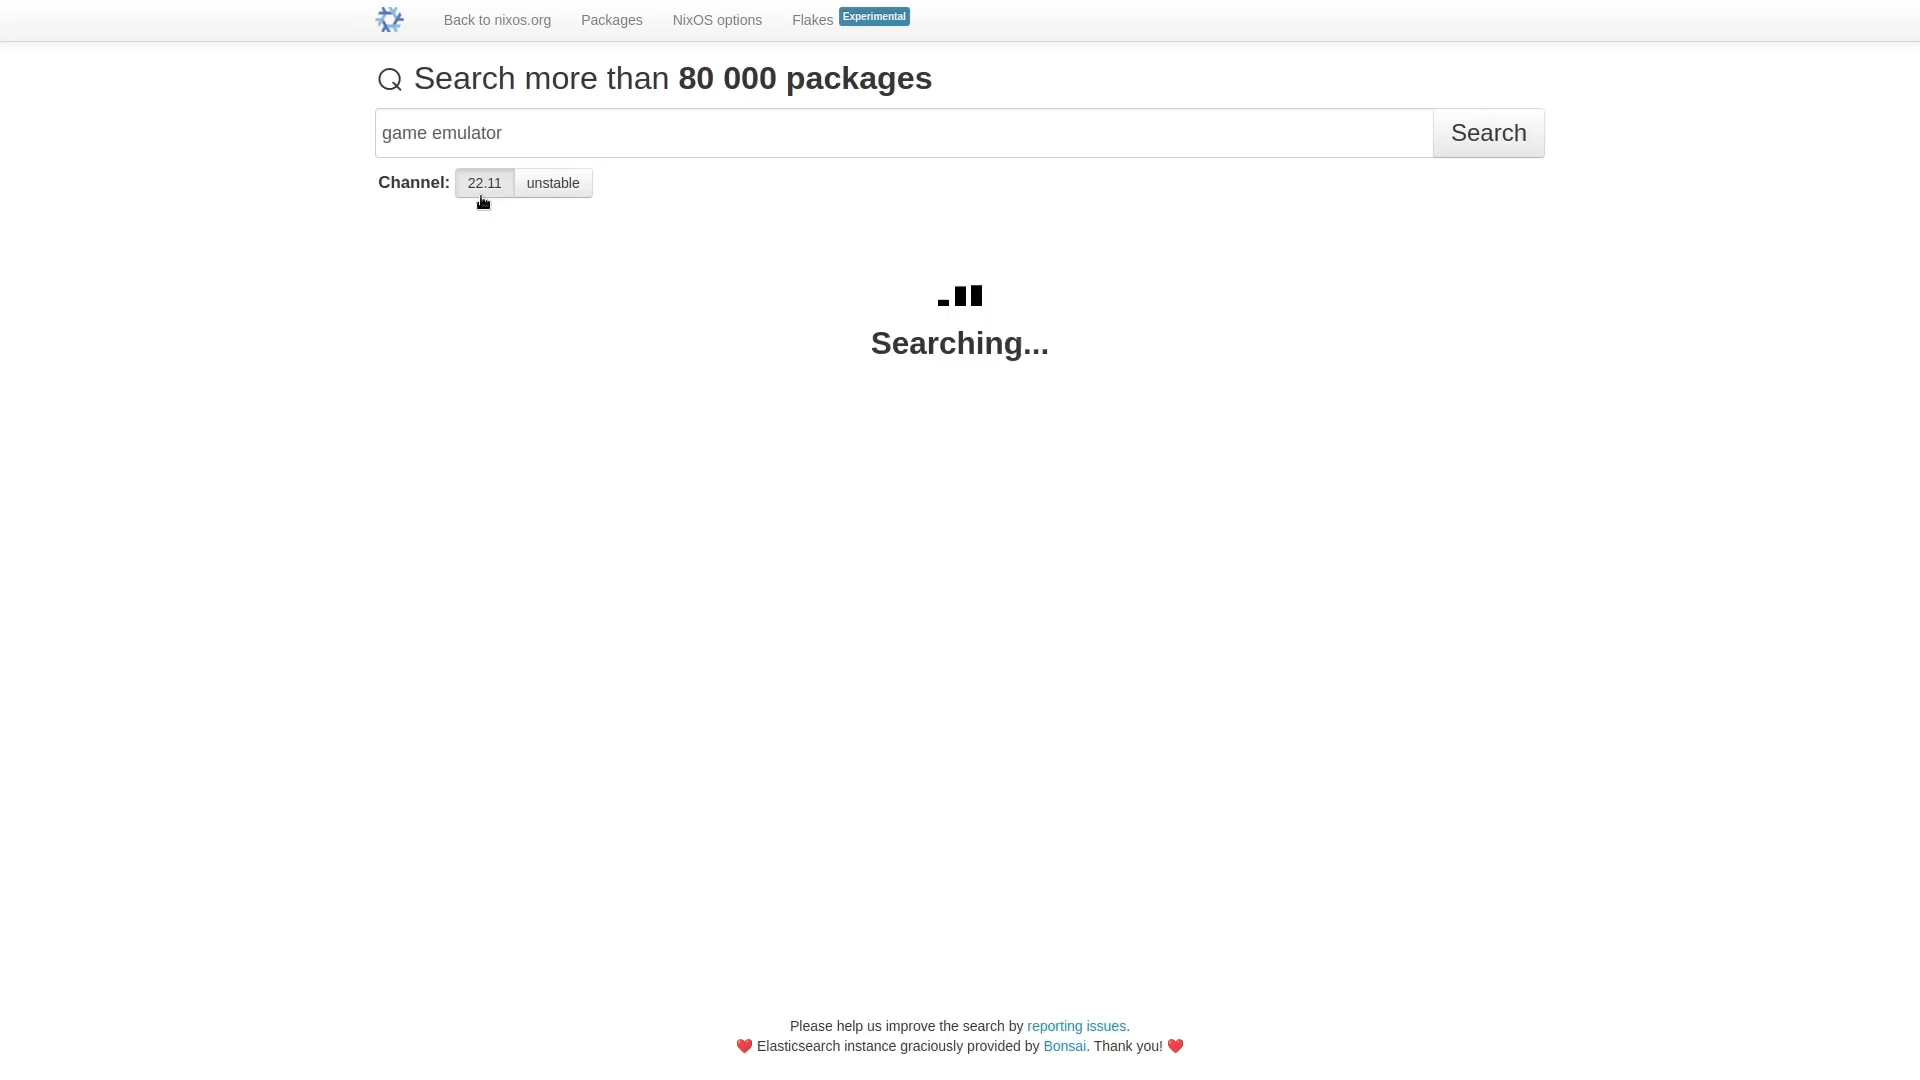 Back to nixos.org Packages NixOS options Flakes Experimental
Search more than 80 000 packages
game emulator Search
Channel: 22.11 unstable
Searching...
Please help us improve the search by reporting issues.
❤️ Elasticsearch instance graciously provided by Bonsai. Thank you! ❤️